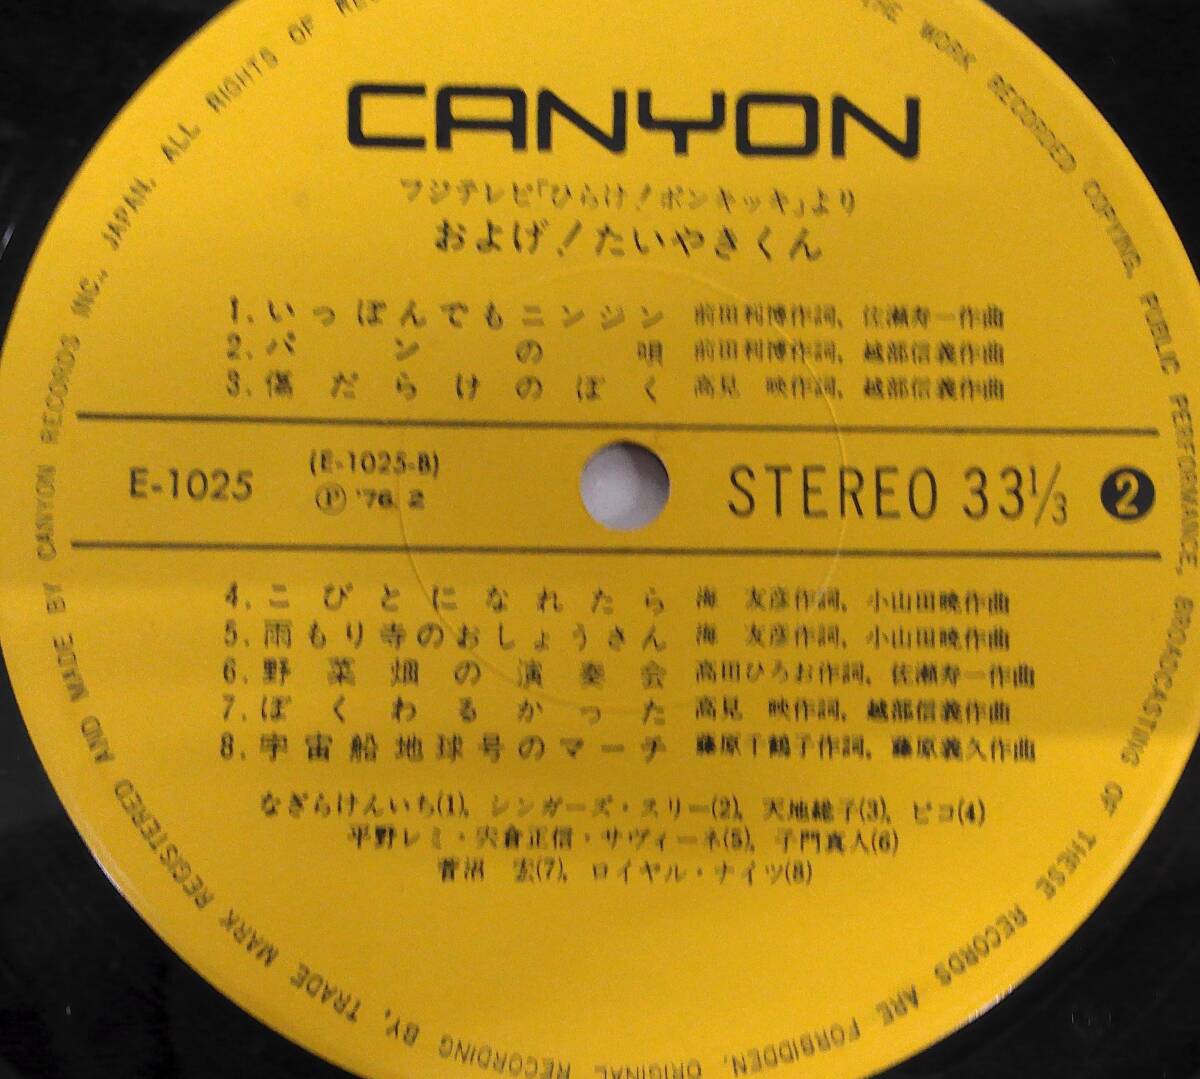 CANYON
フジテレビ「ひらけ!ポンキッキ」より
およげ!たいやきくん
1. いっぽんでもニンジン 前田利博作詞、佐瀬寿一作曲
2. パンの唄 前田利博作詞、越部信義作曲
3. 傷だらけのぼく 高見 映作詞、越部信義作曲
E-1025
(E-1025-B)
Ⓟ '76. 2
STEREO 33⅓
2
4. こびとになれたら 海 友彦作詞、小山田暁作曲
5. 雨もり寺のおしょうさん 海 友彦作詞、小山田暁作曲
6. 野菜畑の演奏会 高田ひろお作詞、佐瀬寿一作曲
7. ぼくわるかった 高見 映作詞、越部信義作曲
8. 宇宙船地球号のマーチ 藤原千鶴子作詞、藤原義久作曲
なぎらけんいち(1)、シンガーズ・スリー(2)、天地総子(3)、ピコ(4)
平野レミ・宍倉正信・サヴィーネ(5)、子門真人(6)
菅沼 宏(7)、ロイヤル・ナイツ(8)
THE WORK RECORDED COPYING, PUBLIC PERFORMANCE, BROADCASTING OF THESE RECORDS ARE FORBIDDEN, ORIGINAL RECORDING BY, TRADE MARK REGISTERED AND MADE BY CANYON RECORDS INC., JAPAN. ALL RIGHTS OF